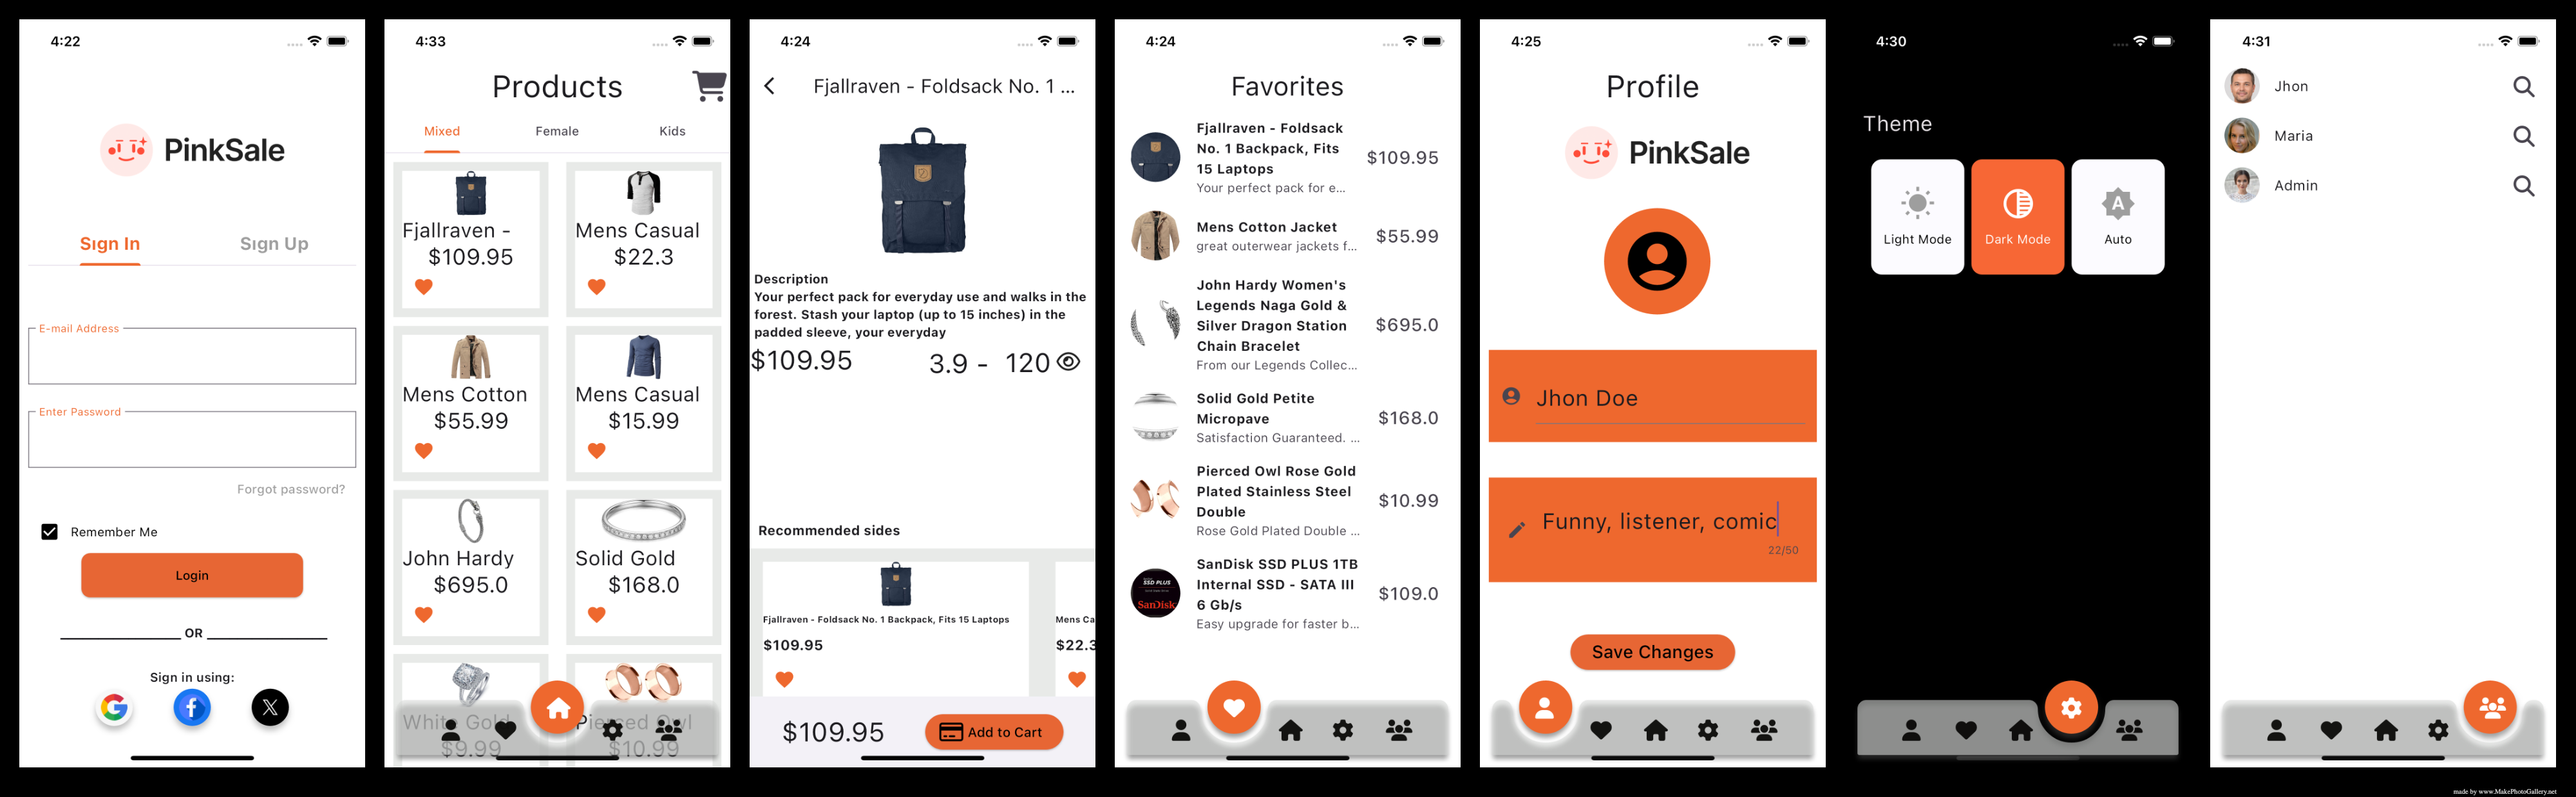 4:22
PinkSale
Sign In
Sign Up
E-mail Address
Enter Password
Forgot password?
Remember Me
Login
OR
Sign in using:
4:33
Products
Mixed
Female
Kids
Fjallraven -
$109.95
Mens Casual
$22.3
Mens Cotton
$55.99
Mens Casual
$15.99
John Hardy
$695.0
Solid Gold
$168.0
White Gold
$9.99
Pierced Owl
$10.99
4:24
Fjallraven - Foldsack No. 1 ...
Description
Your perfect pack for everyday use and walks in the
forest. Stash your laptop (up to 15 inches) in the
padded sleeve, your everyday
$109.95
3.9 - 120
Recommended sides
Fjallraven - Foldsack No. 1 Backpack, Fits 15 Laptops
$109.95
Mens Ca
$22.3
$109.95
Add to Cart
4:24
Favorites
Fjallraven - Foldsack
No. 1 Backpack, Fits
15 Laptops
Your perfect pack for e...
$109.95
Mens Cotton Jacket
great outerwear jackets f...
$55.99
John Hardy Women's
Legends Naga Gold &
Silver Dragon Station
Chain Bracelet
From our Legends Collec...
$695.0
Solid Gold Petite
Micropave
Satisfaction Guaranteed. ...
$168.0
Pierced Owl Rose Gold
Plated Stainless Steel
Double
Rose Gold Plated Double ...
$10.99
SSD PLUS
SanDisk
SanDisk SSD PLUS 1TB
Internal SSD - SATA III
6 Gb/s
Easy upgrade for faster b...
$109.0
4:25
Profile
PinkSale
Jhon Doe
Funny, listener, comic
22/50
Save Changes
4:30
Theme
Light Mode
Dark Mode
A
Auto
4:31
Jhon
Maria
Admin
made by www.MakePhotoGallery.net